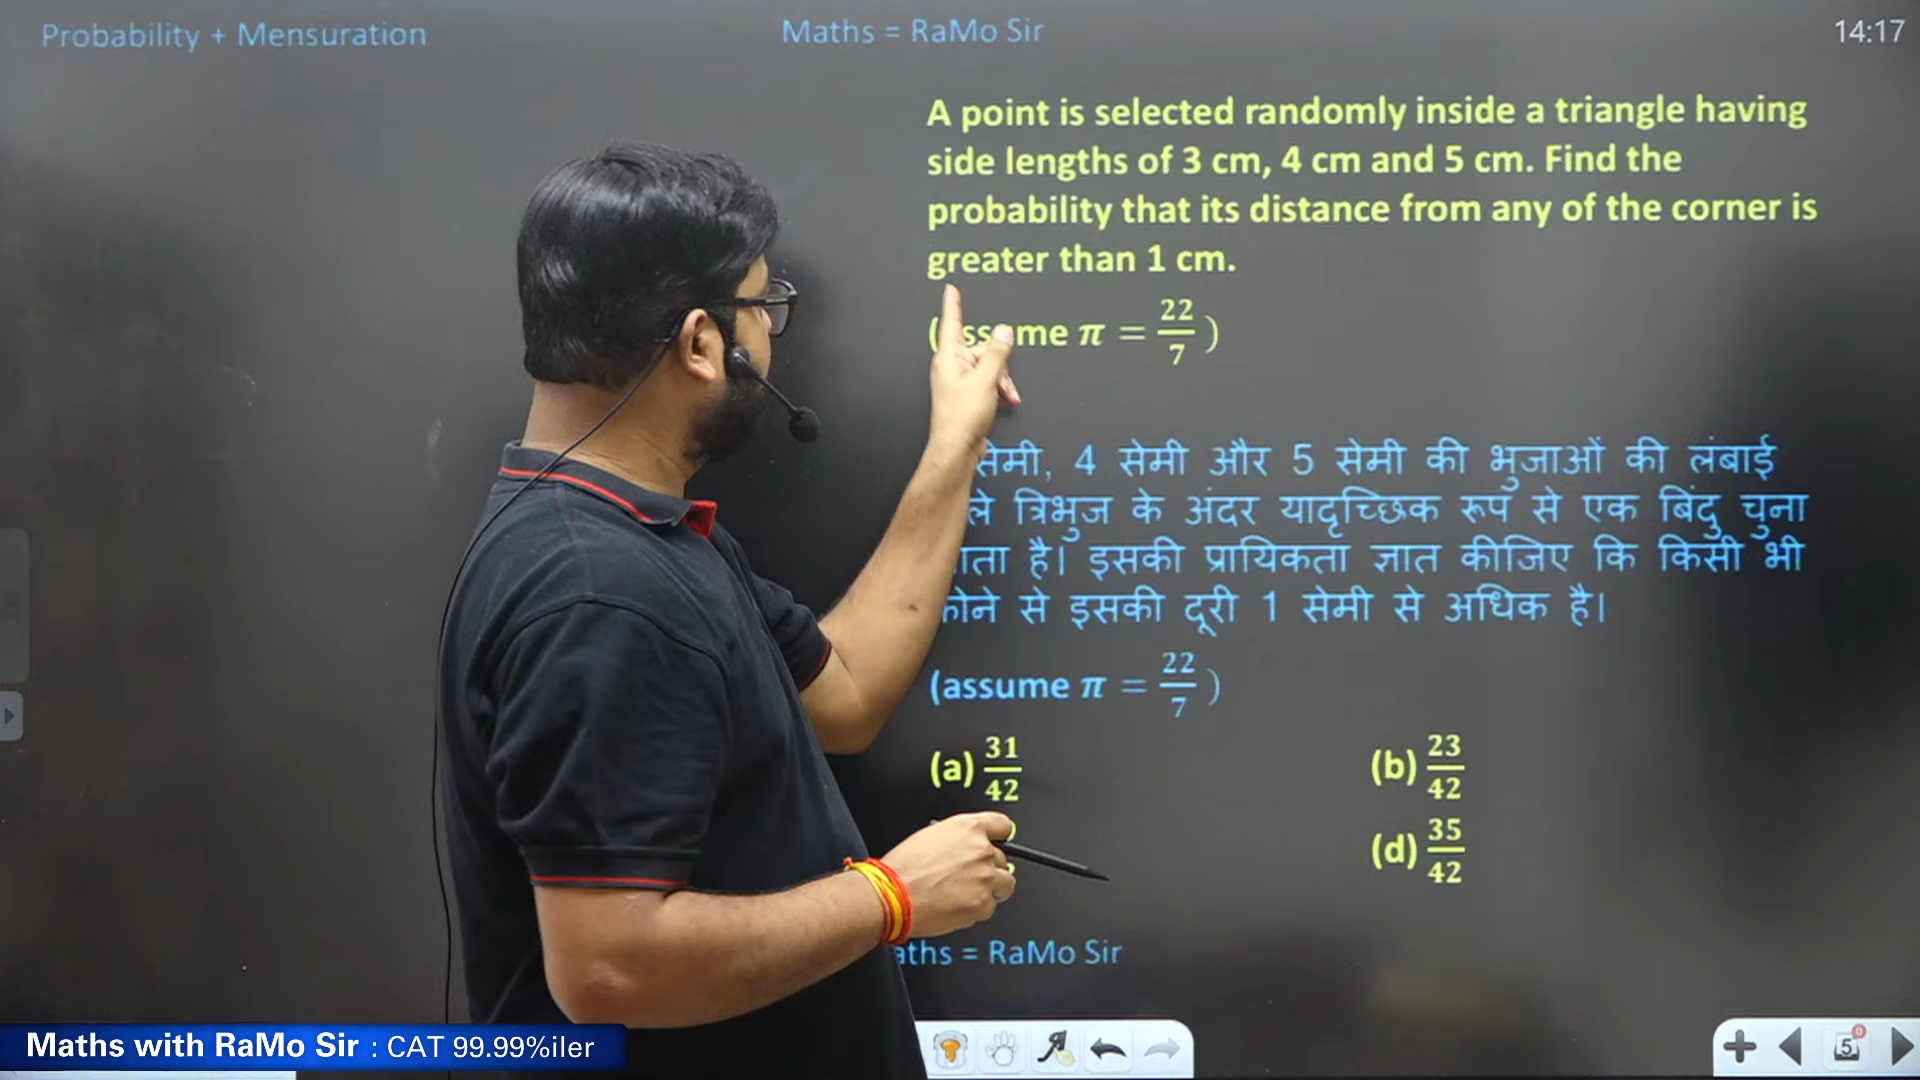 Probability + Mensuration
Maths = RaMo Sir
14:17
A point is selected randomly inside a triangle having
side lengths of 3 cm, 4 cm and 5 cm. Find the
probability that its distance from any of the corner is
greater than 1 cm.
(assume π = 22/7 )
सेमी, 4 सेमी और 5 सेमी की भुजाओं की लंबाई
त्रिभुज के अंदर यादृच्छिक रूप से एक बिंदु चुना
है। इसकी प्रायिकता ज्ञात कीजिए कि किसी भी
से इसकी दूरी 1 सेमी से अधिक है।
(assume π = 22/7 )
(a) 31/42
(b) 23/42
(d) 35/42
= RaMo Sir
Maths with RaMo Sir : CAT 99.99%iler
5
0